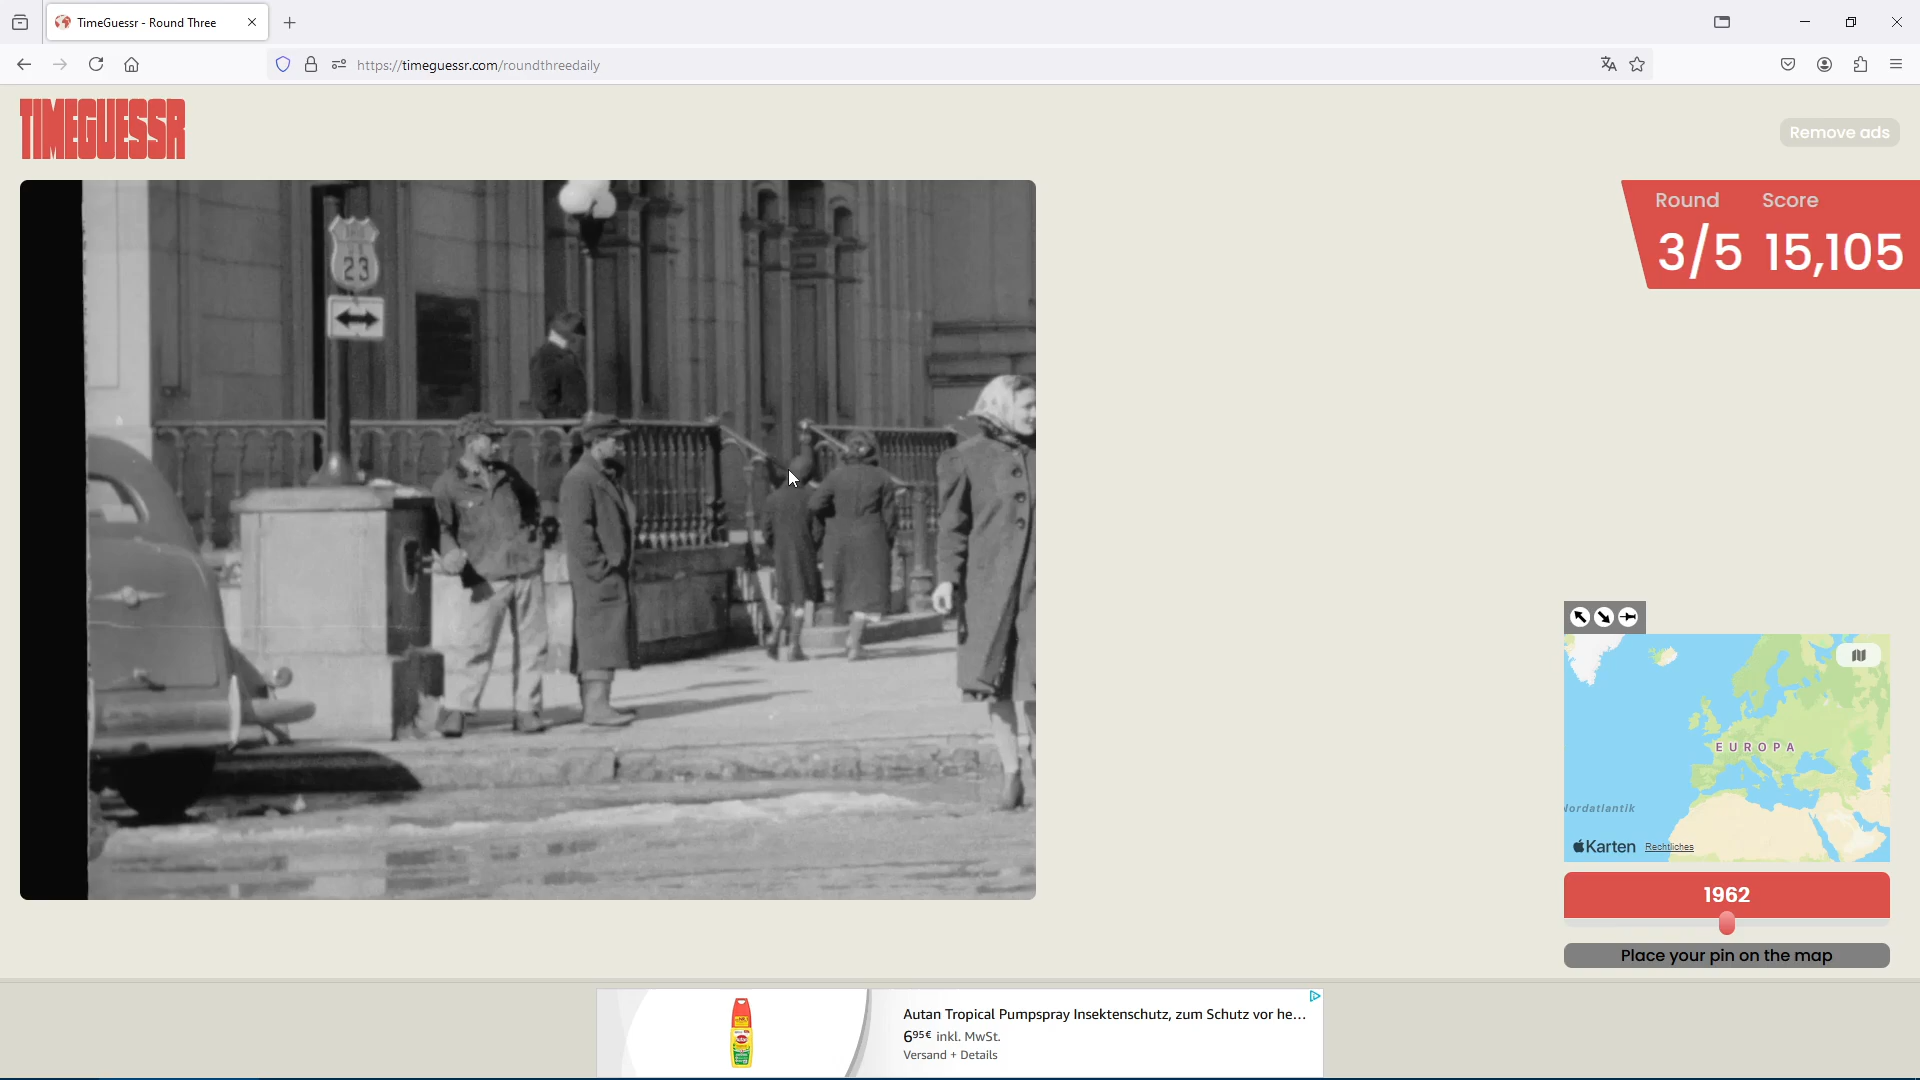 TimeGuessr - Round Three
https://timeguessr.com/roundthreedaily
TIMEGUESSR
Remove ads
Round Score
3/5 15,105
23
EUROPA
Nordatlantik
Karten Rechtliches
1962
Place your pin on the map
Autan Tropical Pumpspray Insektenschutz, zum Schutz vor he...
6⁹⁵€ inkl. MwSt.
Versand + Details